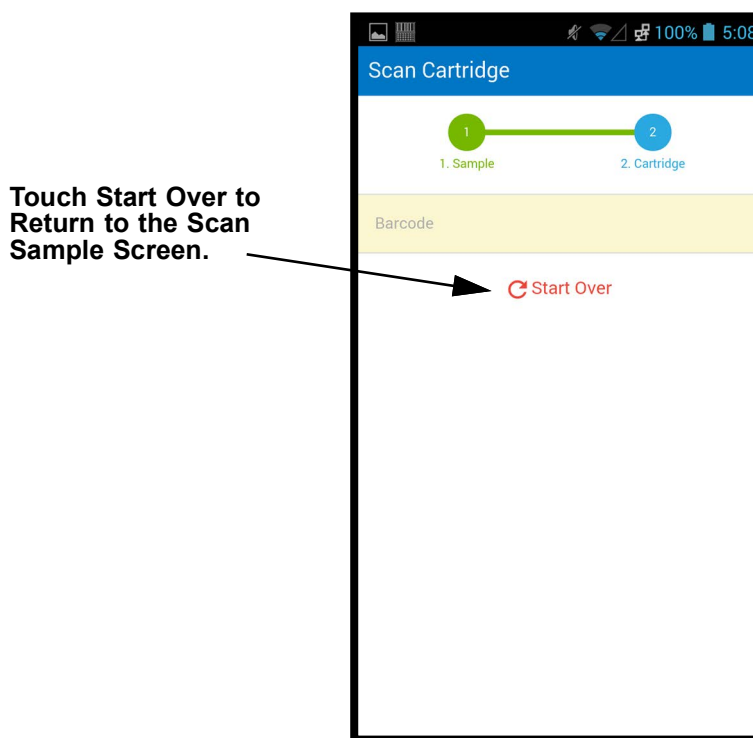 100% 5:08
Scan Cartridge
1 2
1. Sample 2. Cartridge
Touch Start Over to
Return to the Scan
Sample Screen.
Barcode
Start Over